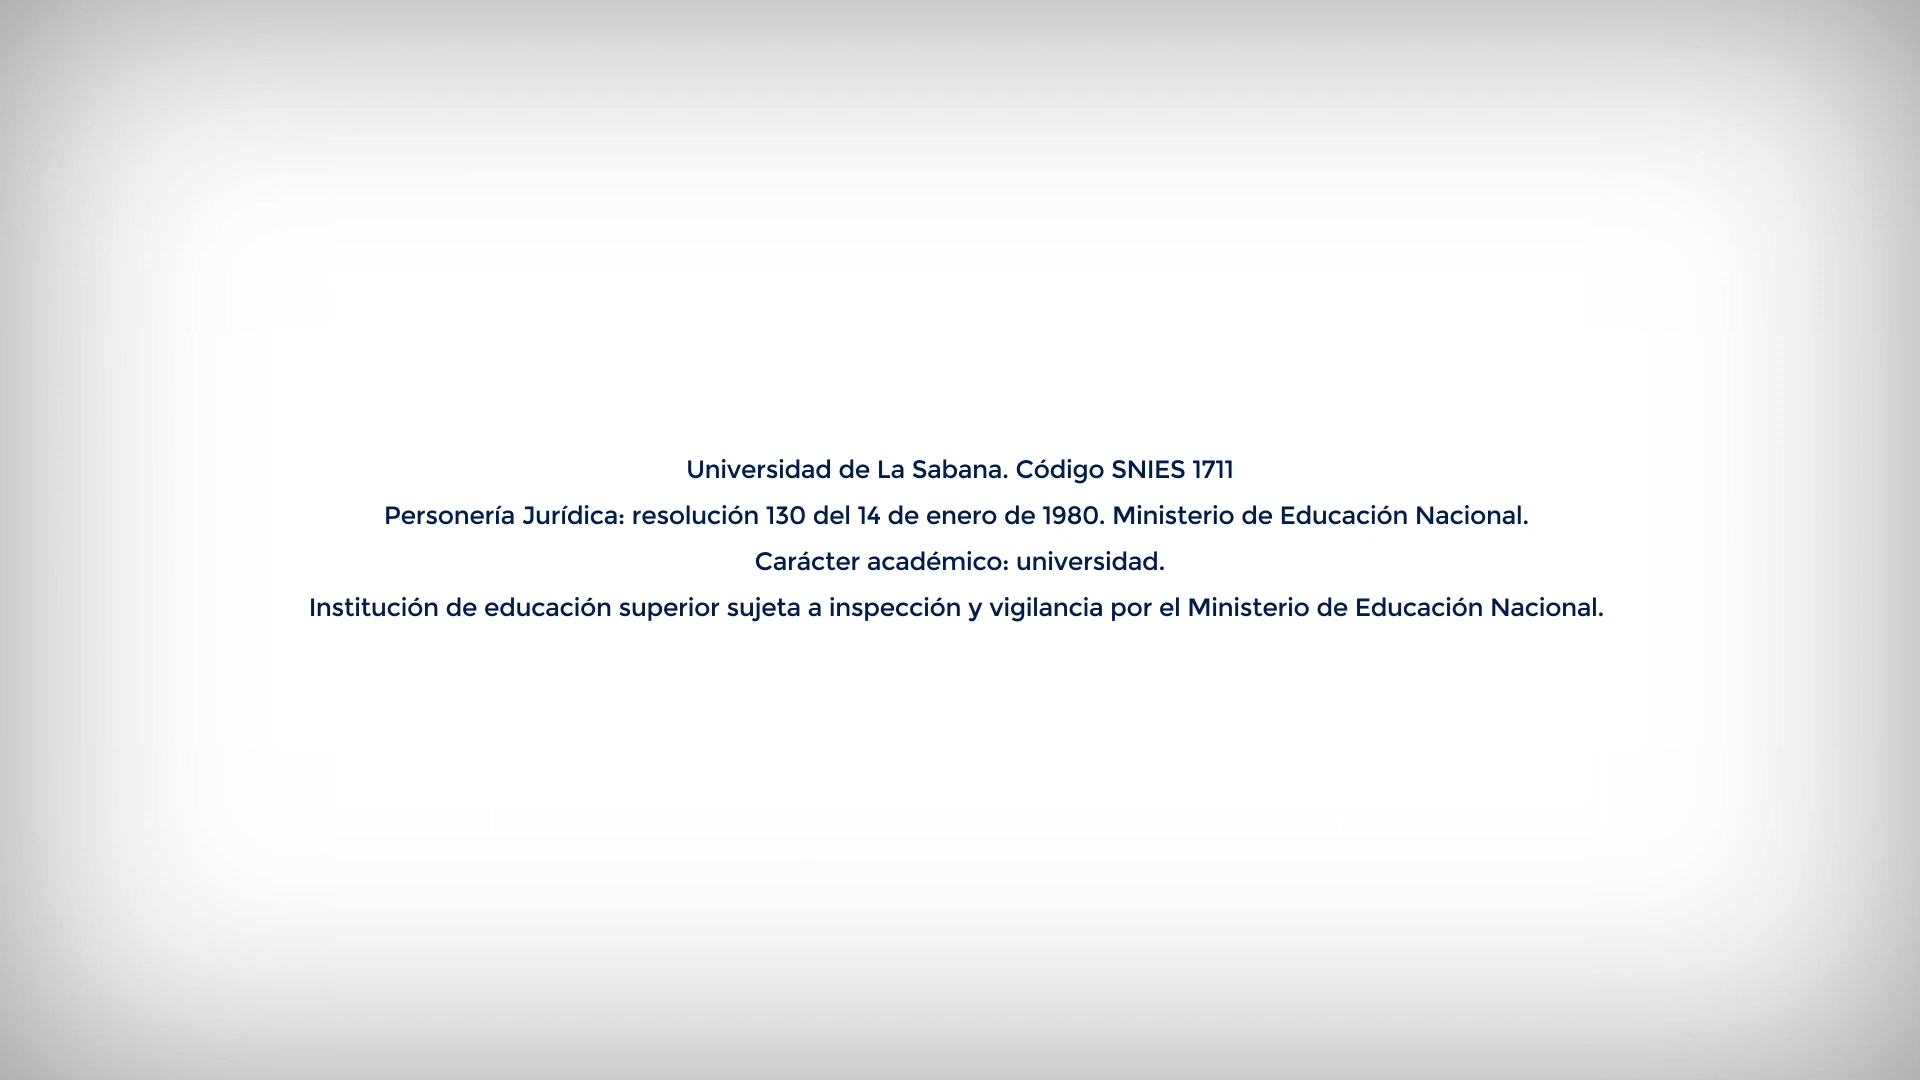 Universidad de La Sabana. Código SNIES 1711
Personería Jurídica: resolución 130 del 14 de enero de 1980. Ministerio de Educación Nacional.
Carácter académico: universidad.
Institución de educación superior sujeta a inspección y vigilancia por el Ministerio de Educación Nacional.